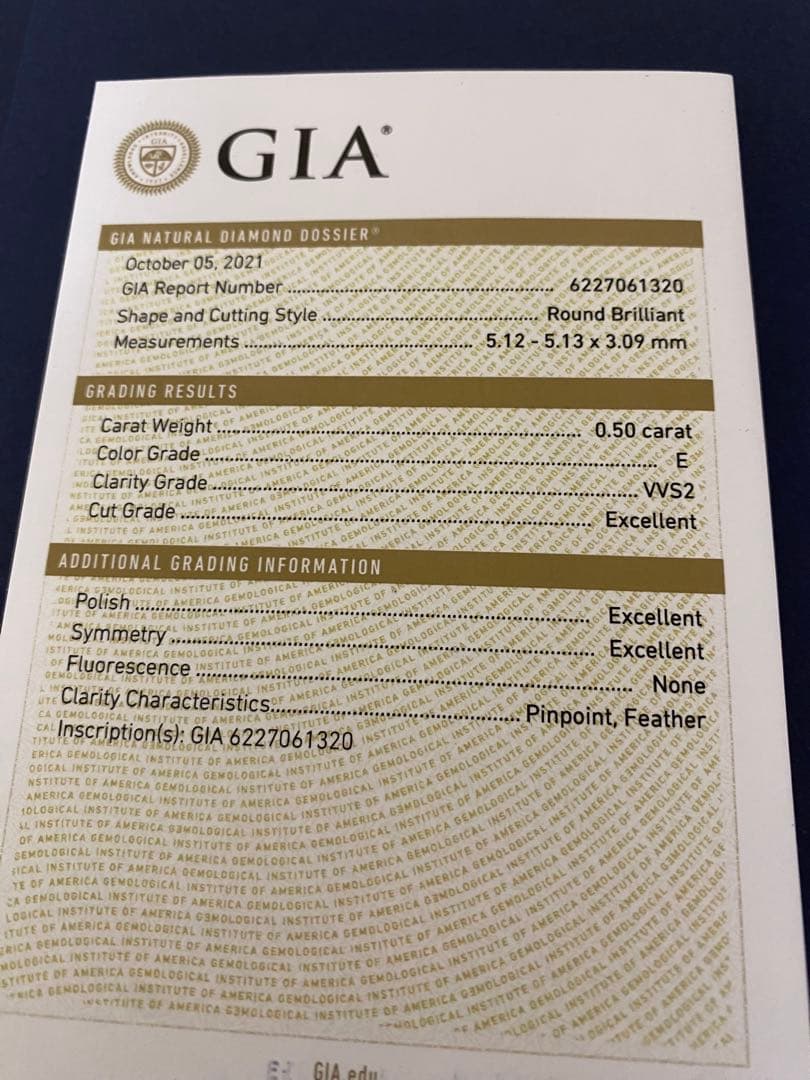 GIA®
GIA NATURAL DIAMOND DOSSIER®
October 05, 2021
GIA Report Number ........ 6227061320
Shape and Cutting Style ........ Round Brilliant
Measurements ........ 5.12 - 5.13 x 3.09 mm
GRADING RESULTS
Carat Weight ........ 0.50 carat
Color Grade ........ E
Clarity Grade ........ VVS2
Cut Grade ........ Excellent
ADDITIONAL GRADING INFORMATION
Polish ........ Excellent
Symmetry ........ Excellent
Fluorescence ........ None
Clarity Characteristics ........ Pinpoint, Feather
Inscription(s): GIA 6227061320
GIA.edu